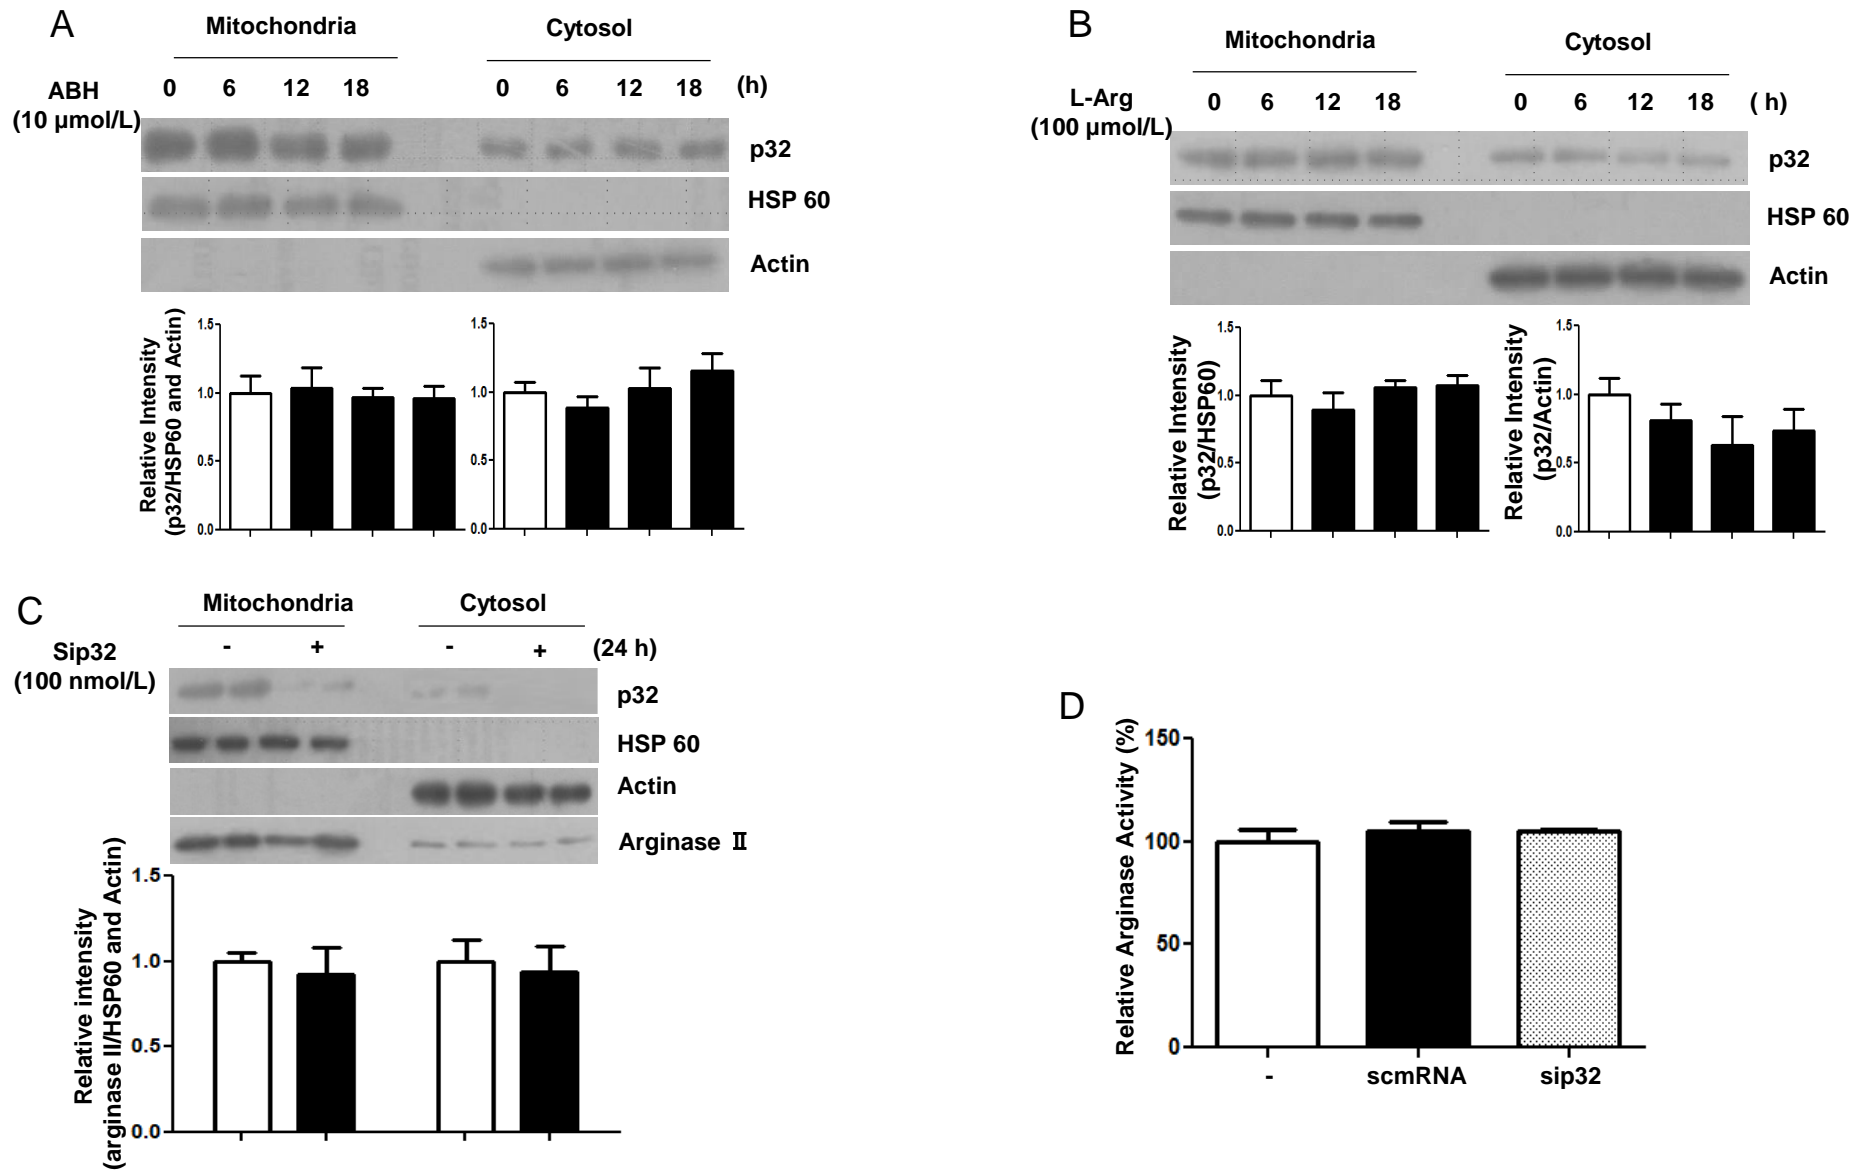 A
Mitochondria
Cytosol
ABH
(10 µmol/L)
0 6 12 18
0 6 12 18
(h)
p32
HSP 60
Actin
Relative Intensity
(p32/HSP60 and Actin)
1.5
1.0
0.5
0.0
1.5
1.0
0.5
0.0
B
Mitochondria
Cytosol
L-Arg
(100 µmol/L)
0 6 12 18
0 6 12 18
( h)
p32
HSP 60
Actin
Relative Intensity
(p32/HSP60)
1.5
1.0
0.5
0.0
Relative Intensity
(p32/Actin)
1.5
1.0
0.5
0.0
C
Mitochondria
Cytosol
Sip32
(100 nmol/L)
- +
- +
(24 h)
p32
HSP 60
Actin
Arginase Ⅱ
Relative intensity
(arginase II/HSP60 and Actin)
1.5
1.0
0.5
0.0
D
Relative Arginase Activity (%)
150
100
50
0
- scmRNA sip32